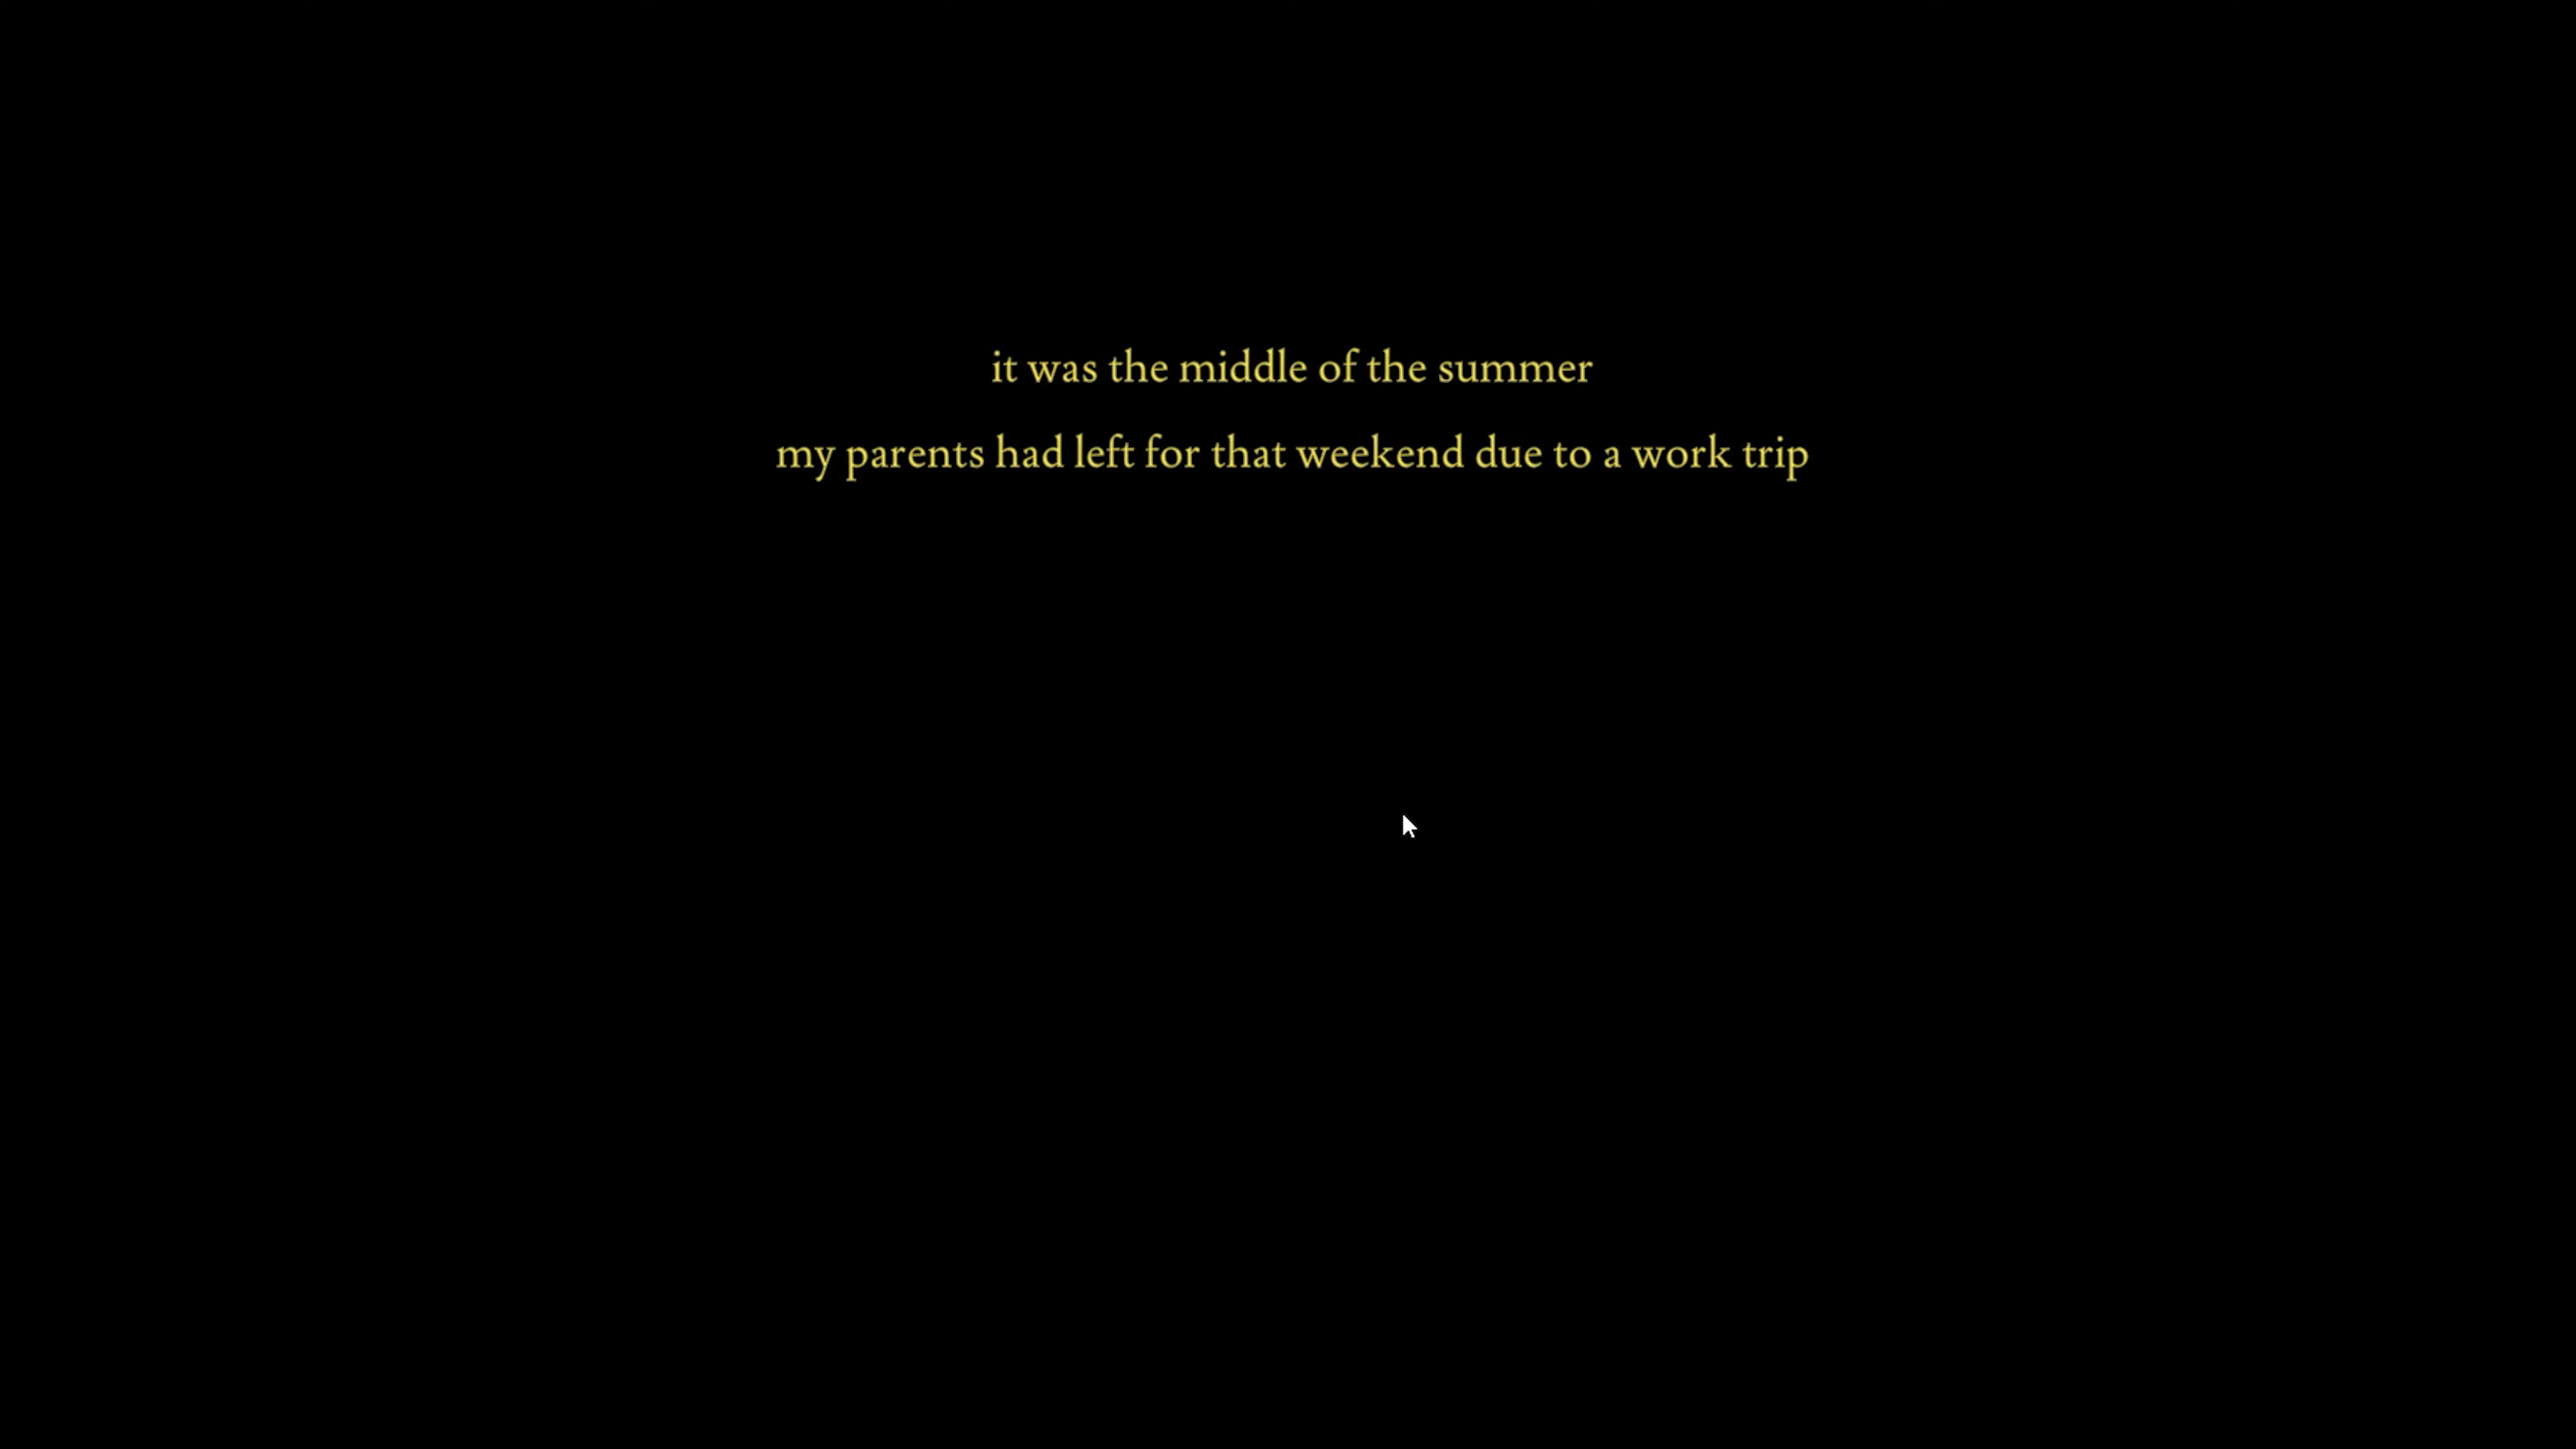 it was the middle of the summer
my parents had left for that weekend due to a work trip